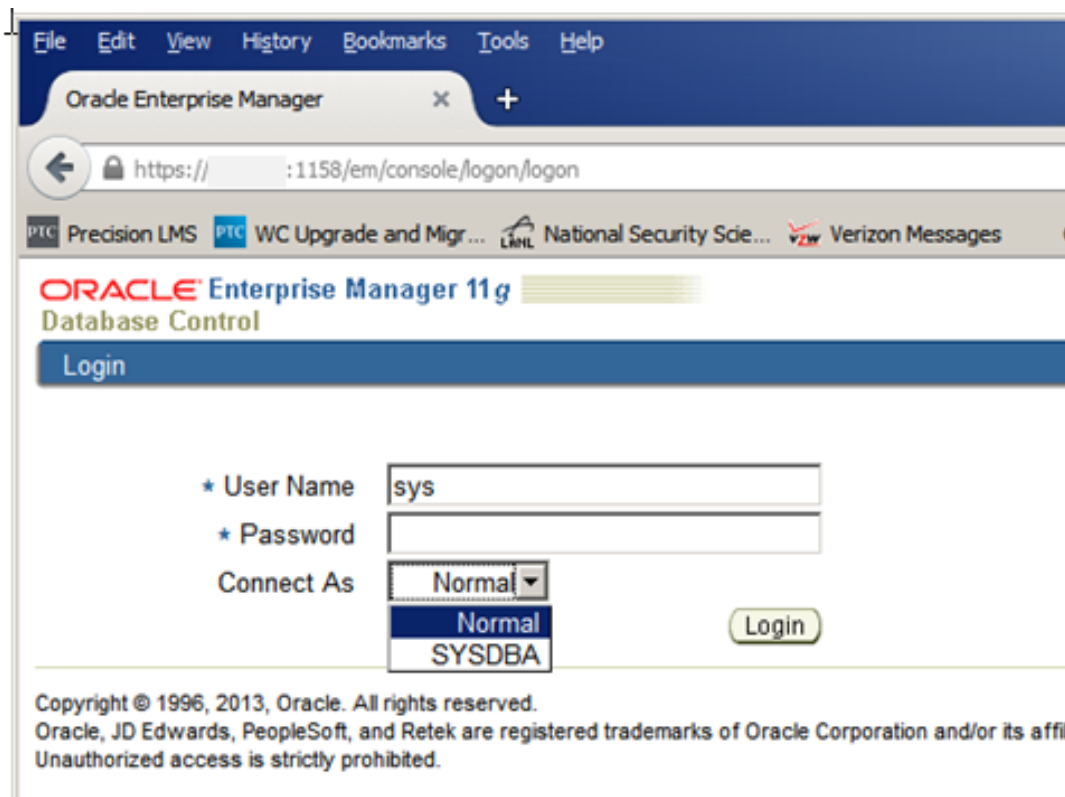 File Edit View History Bookmarks Tools Help
Oracle Enterprise Manager
https:// :1158/em/console/logon/logon
PTC Precision LMS PTC WC Upgrade and Migr... LANL National Security Scie... VZW Verizon Messages
ORACLE Enterprise Manager 11g
Database Control
Login
* User Name sys
* Password
Connect As Normal
Normal
SYSDBA
Login
Copyright © 1996, 2013, Oracle. All rights reserved.
Oracle, JD Edwards, PeopleSoft, and Retek are registered trademarks of Oracle Corporation and/or its affi
Unauthorized access is strictly prohibited.